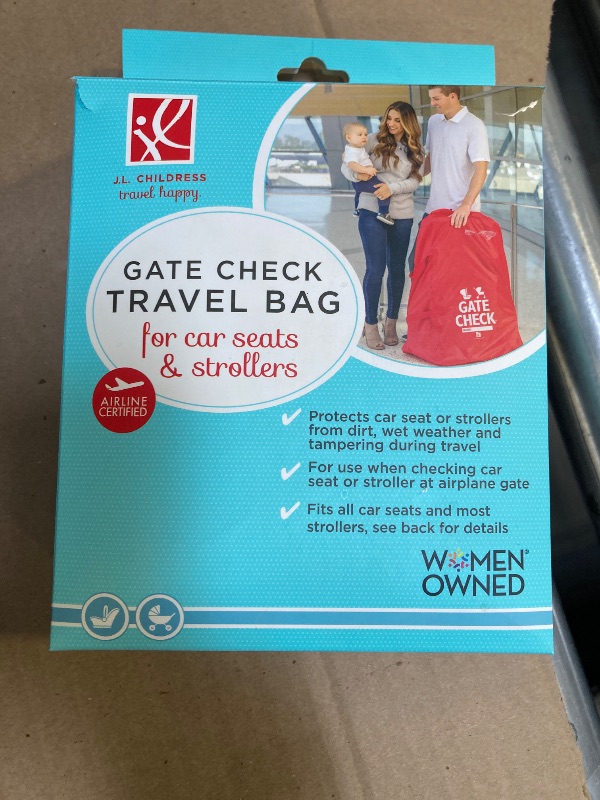 J.L. CHILDRESS
travel happy.
GATE CHECK
TRAVEL BAG
for car seats
& strollers
AIRLINE
CERTIFIED
GATE
CHECK
Protects car seat or strollers
from dirt, wet weather and
tampering during travel
For use when checking car
seat or stroller at airplane gate
Fits all car seats and most
strollers, see back for details
WOMEN
OWNED